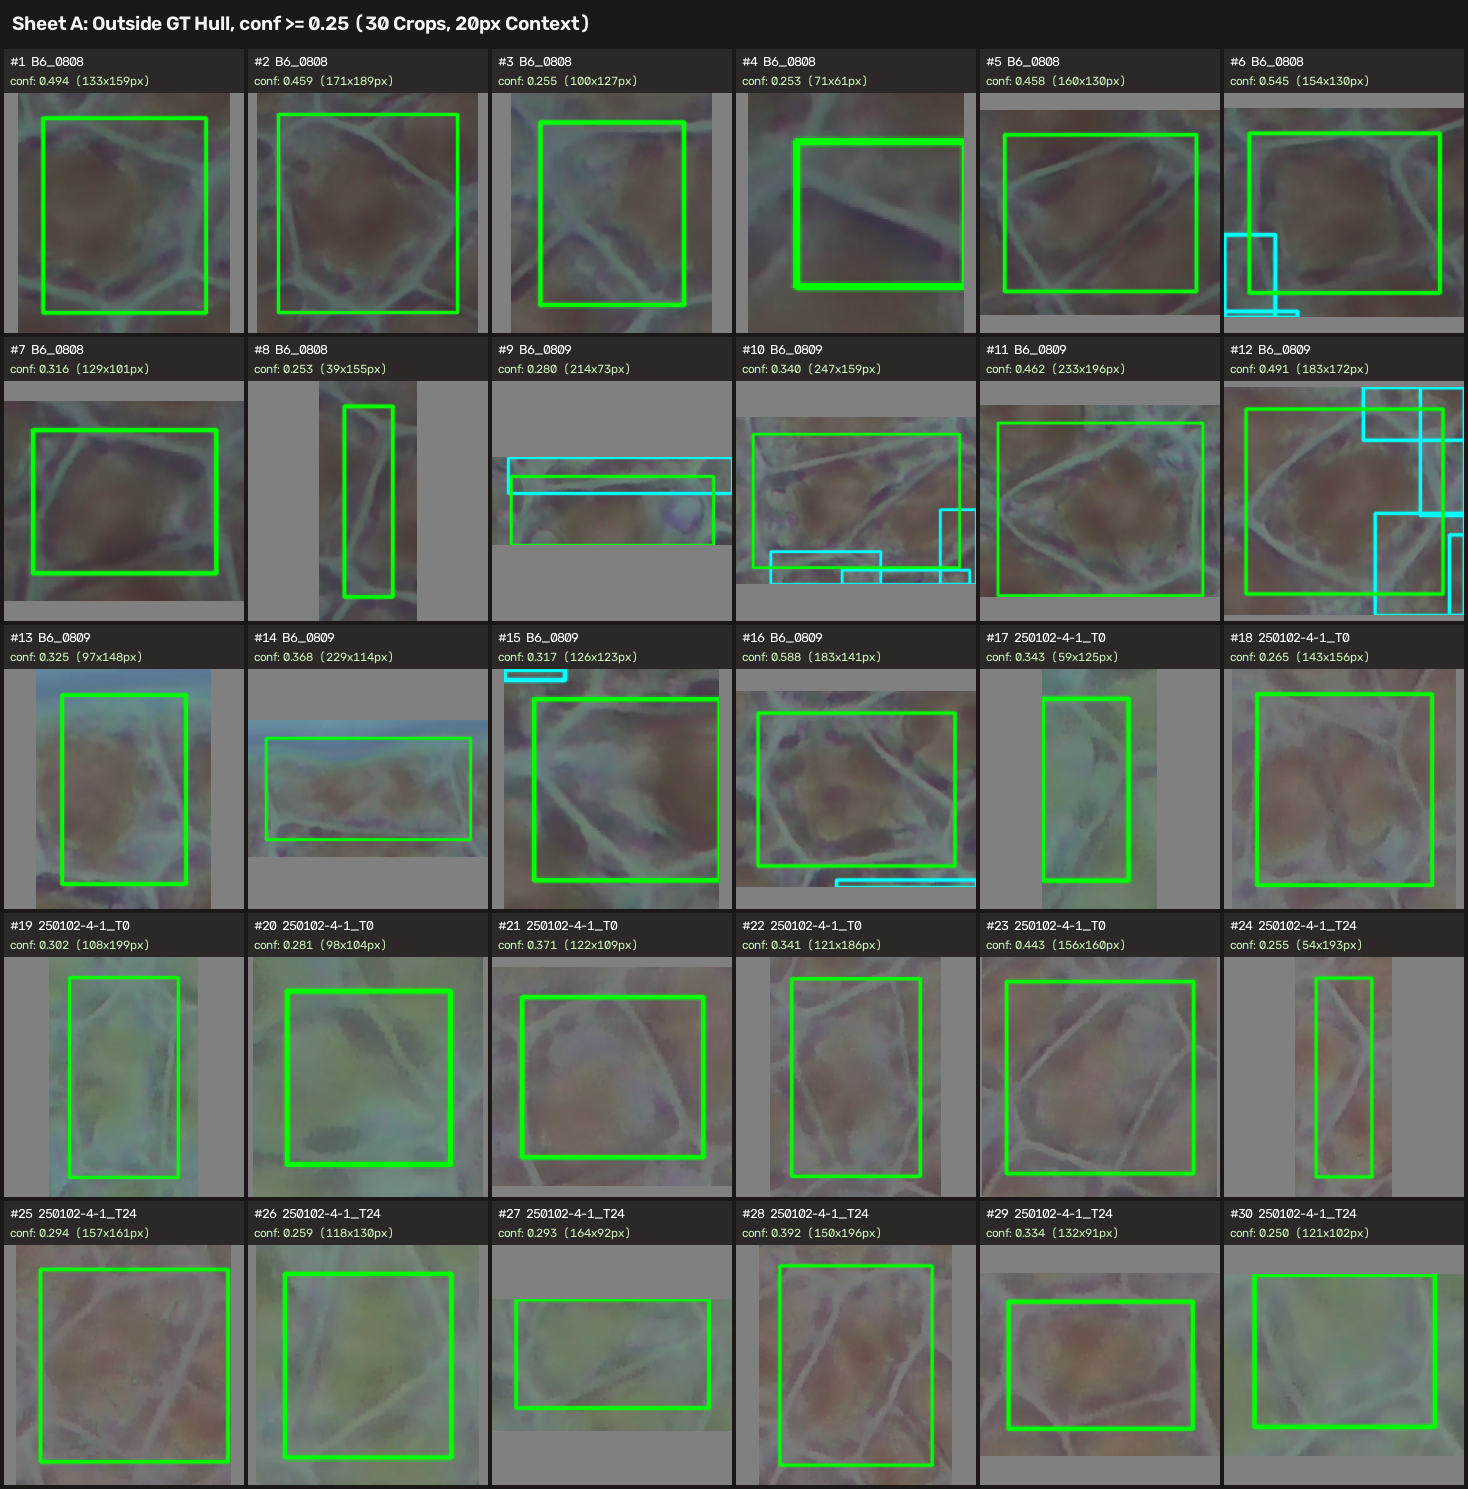 Sheet A: Outside GT Hull, conf >= 0.25 (30 Crops, 20px Context)
#1 B6_0808
conf: 0.494 (133x159px)
#2 B6_0808
conf: 0.459 (171x189px)
#3 B6_0808
conf: 0.255 (100x127px)
#4 B6_0808
conf: 0.253 (71x61px)
#5 B6_0808
conf: 0.458 (160x130px)
#6 B6_0808
conf: 0.545 (154x130px)
#7 B6_0808
conf: 0.316 (129x101px)
#8 B6_0808
conf: 0.253 (39x155px)
#9 B6_0809
conf: 0.280 (214x73px)
#10 B6_0809
conf: 0.340 (247x159px)
#11 B6_0809
conf: 0.462 (233x196px)
#12 B6_0809
conf: 0.491 (183x172px)
#13 B6_0809
conf: 0.325 (97x148px)
#14 B6_0809
conf: 0.368 (229x114px)
#15 B6_0809
conf: 0.317 (126x123px)
#16 B6_0809
conf: 0.588 (183x141px)
#17 250102-4-1_T0
conf: 0.343 (59x125px)
#18 250102-4-1_T0
conf: 0.265 (143x156px)
#19 250102-4-1_T0
conf: 0.302 (108x199px)
#20 250102-4-1_T0
conf: 0.281 (98x104px)
#21 250102-4-1_T0
conf: 0.371 (122x109px)
#22 250102-4-1_T0
conf: 0.341 (121x186px)
#23 250102-4-1_T0
conf: 0.443 (156x160px)
#24 250102-4-1_T24
conf: 0.255 (54x193px)
#25 250102-4-1_T24
conf: 0.294 (157x161px)
#26 250102-4-1_T24
conf: 0.259 (118x130px)
#27 250102-4-1_T24
conf: 0.293 (164x92px)
#28 250102-4-1_T24
conf: 0.392 (150x196px)
#29 250102-4-1_T24
conf: 0.334 (132x91px)
#30 250102-4-1_T24
conf: 0.250 (121x102px)